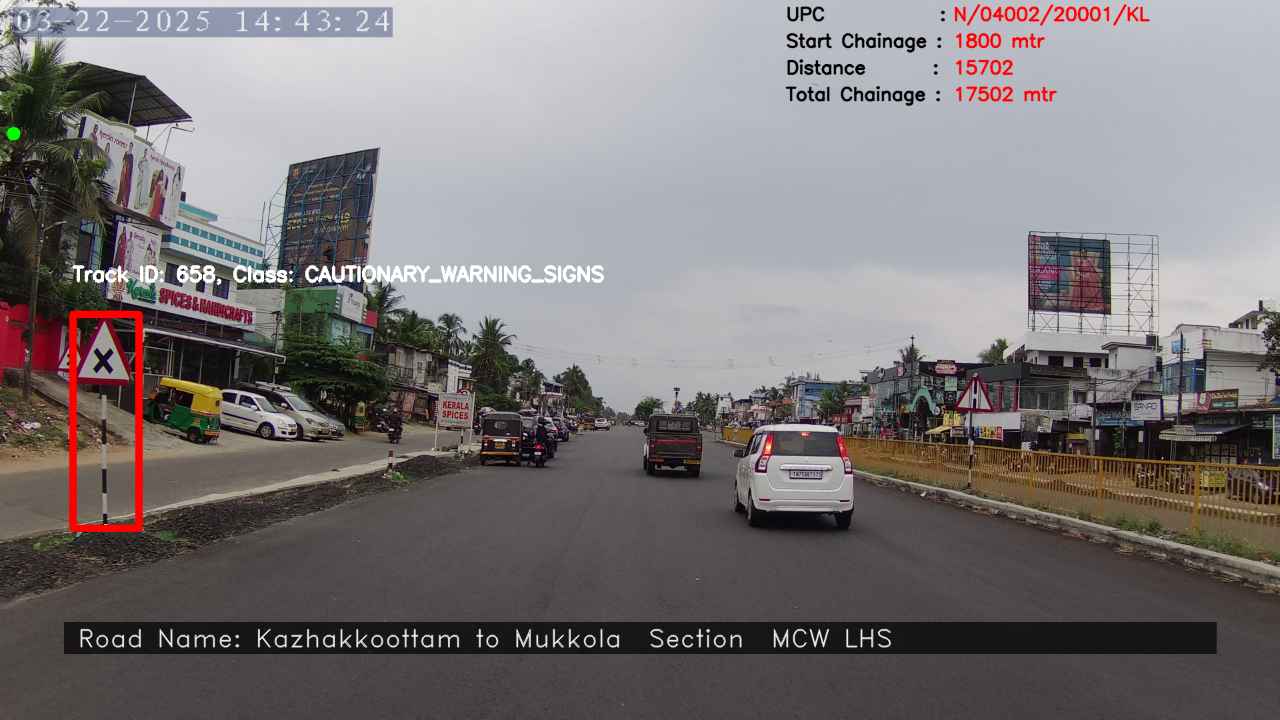 03-22-2025 14:43:24
UPC : N/04002/20001/KL
Start Chainage : 1800 mtr
Distance : 15702
Total Chainage : 17502 mtr
Track ID: 658, Class: CAUTIONARY_WARNING_SIGNS
Kerala SPICES & HANDICRAFTS
KERALA
SPICES
Road Name: Kazhakkoottam to Mukkola Section MCW LHS